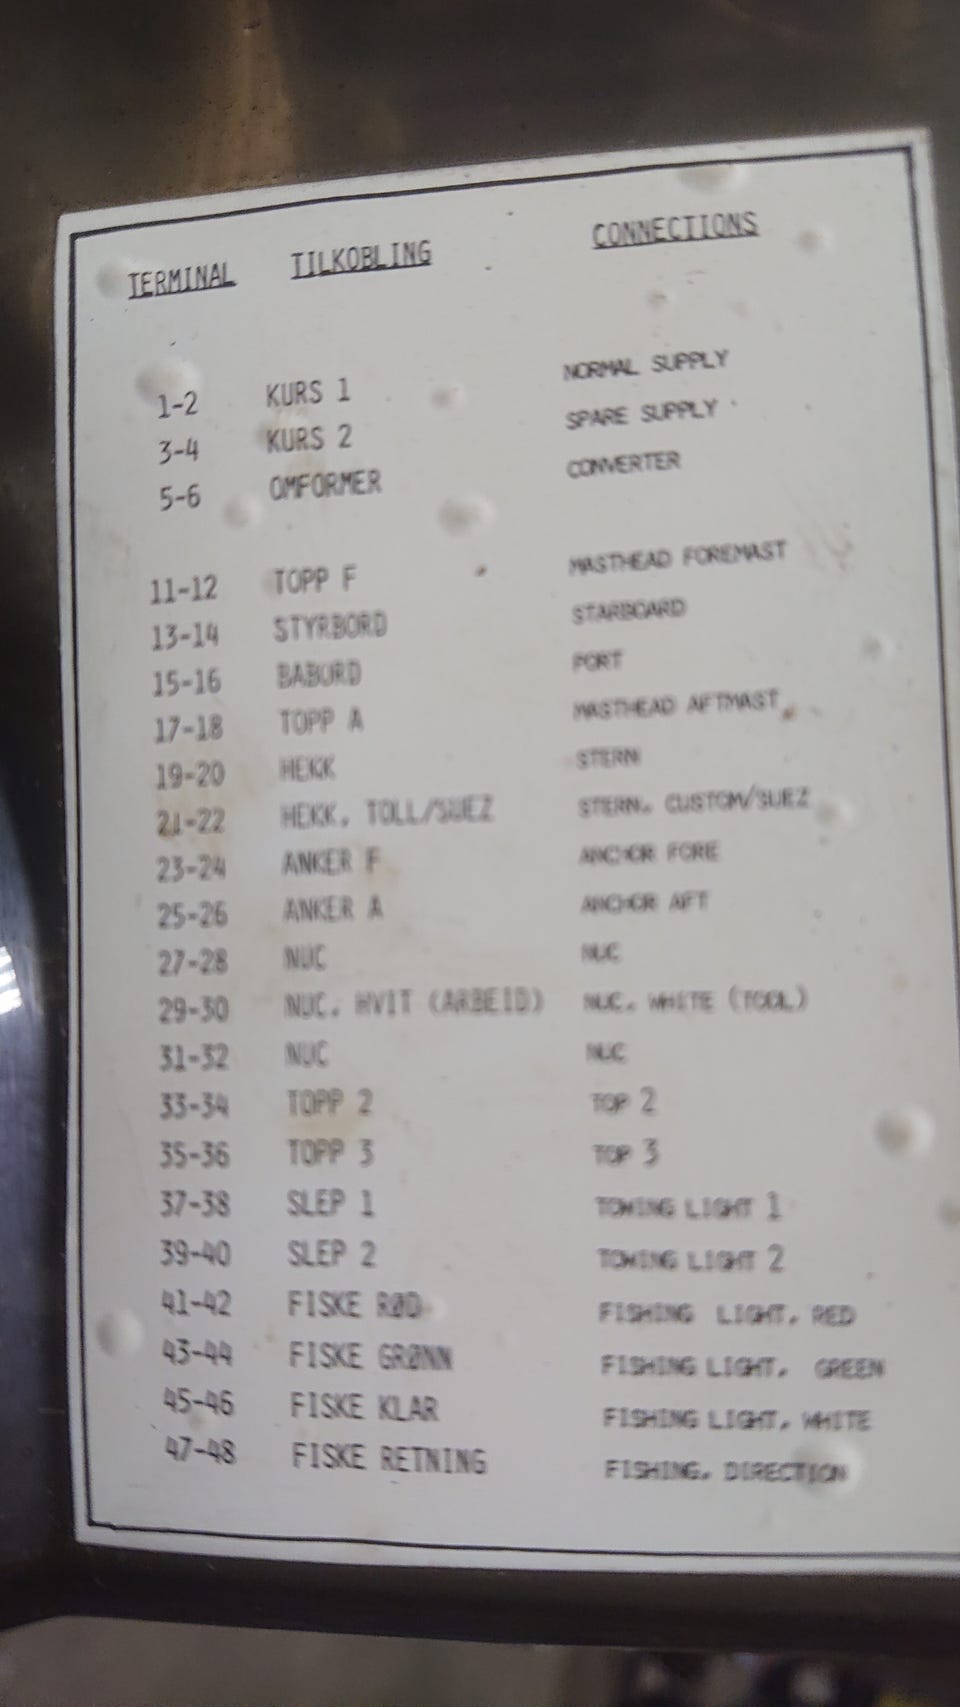 TERMINAL TILKOBLING CONNECTIONS
1-2 KURS 1 NORMAL SUPPLY
3-4 KURS 2 SPARE SUPPLY
5-6 OMFORMER CONVERTER
11-12 TOPP F MASTHEAD FOREMAST
13-14 STYRBORD STARBOARD
15-16 BABORD PORT
17-18 TOPP A MASTHEAD AFTMAST
19-20 HEKK STERN
21-22 HEKK. TOLL/SUEZ STERN. CUSTOM/SUEZ
23-24 ANKER F ANCHOR FORE
25-26 ANKER A ANCHOR AFT
27-28 NUC NUC
29-30 NUC. HVIT (ARBEID) NUC. WHITE (TOOL)
31-32 NUC NUC
33-34 TOPP 2 TOP 2
35-36 TOPP 3 TOP 3
37-38 SLEP 1 TOWING LIGHT 1
39-40 SLEP 2 TOWING LIGHT 2
41-42 FISKE RØD FISHING LIGHT. RED
43-44 FISKE GRØNN FISHING LIGHT. GREEN
45-46 FISKE KLAR FISHING LIGHT. WHITE
47-48 FISKE RETNING FISHING. DIRECTION